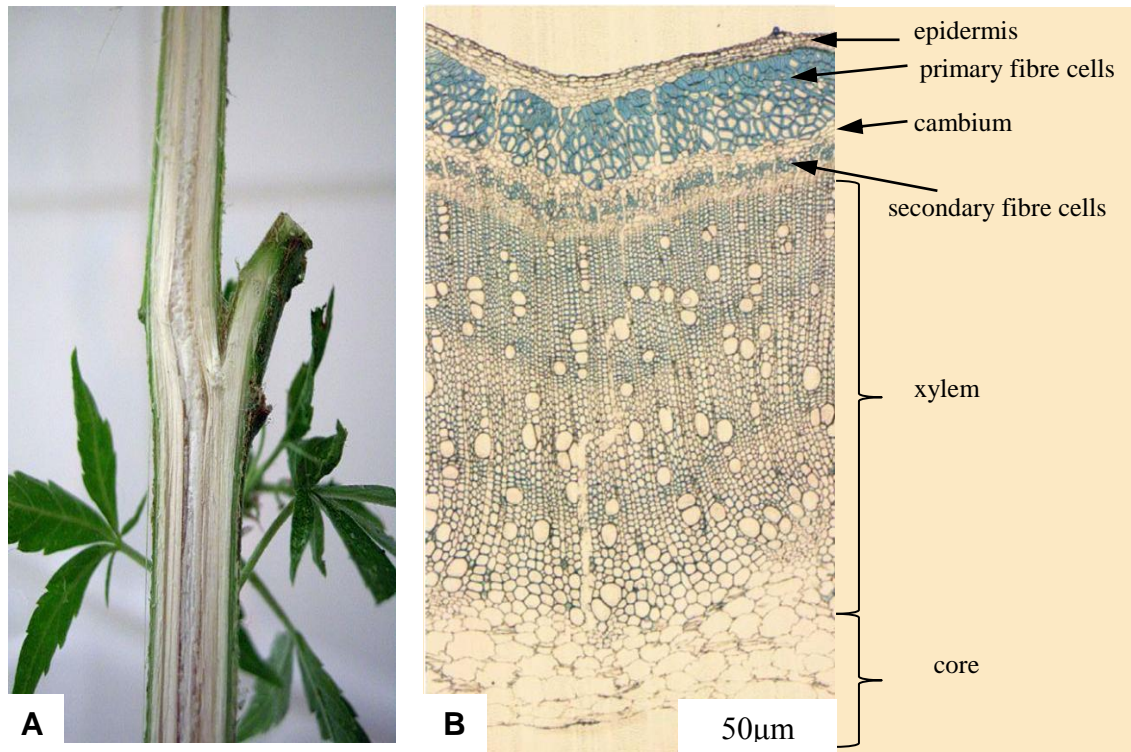 epidermis
primary fibre cells
cambium
secondary fibre cells
xylem
core
A
B
50µm